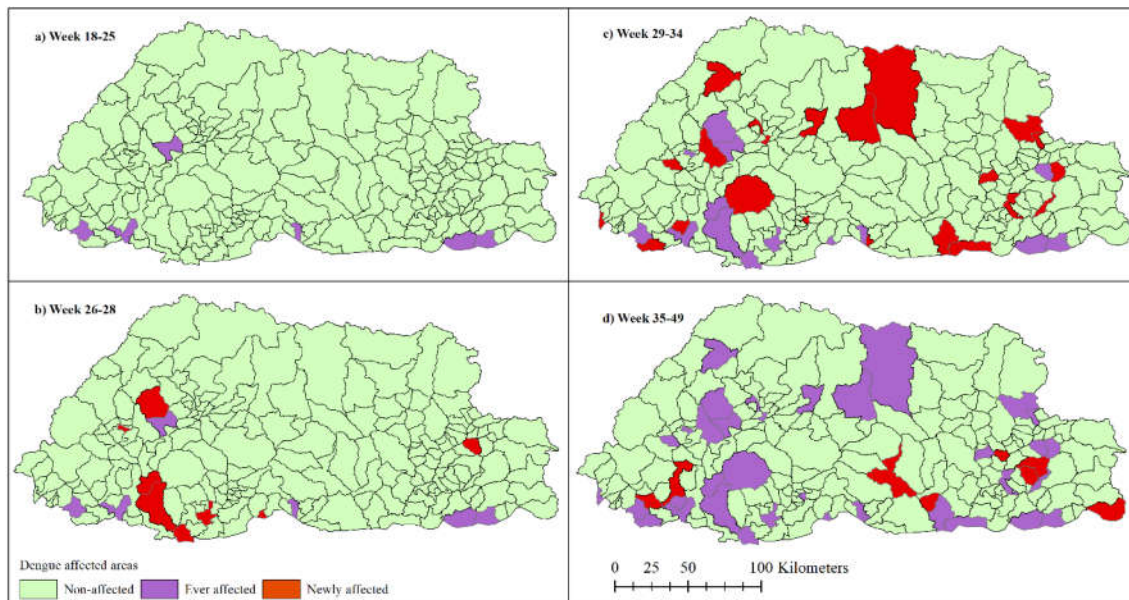 a) Week 18-25
c) Week 29-34
b) Week 26-28
d) Week 35-49
Dengue affected areas
Non-affected Ever affected Newly affected
0 25 50 100 Kilometers